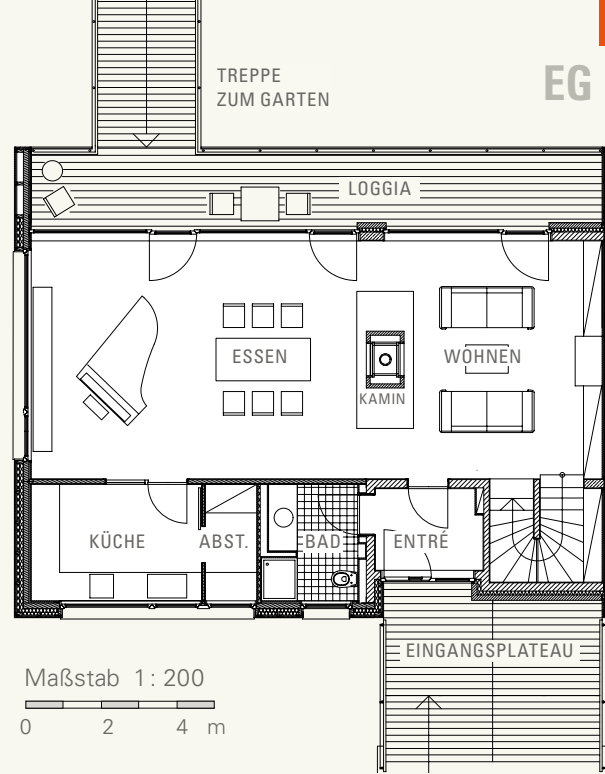 TREPPE
ZUM GARTEN
EG
LOGGIA
ESSEN
WOHNEN
KAMIN
KÜCHE
ABST.
BAD
ENTRÉ
EINGANGSPLATEAU
Maßstab 1 : 200
0 2 4 m